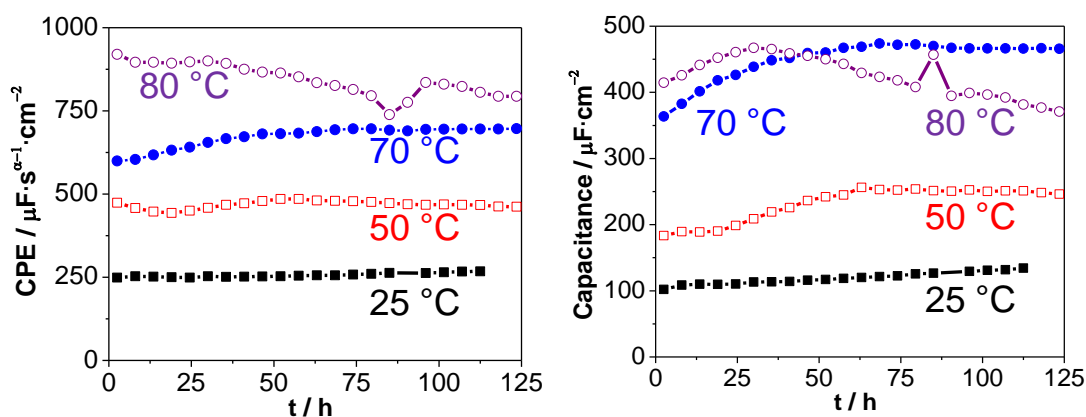 1000
750
500
250
0
CPE / μF·s^α−1·cm^−2
80 °C
70 °C
50 °C
25 °C
0 25 50 75 100 125
t / h
500
400
300
200
100
0
Capacitance / μF·cm^−2
70 °C
80 °C
50 °C
25 °C
0 25 50 75 100 125
t / h